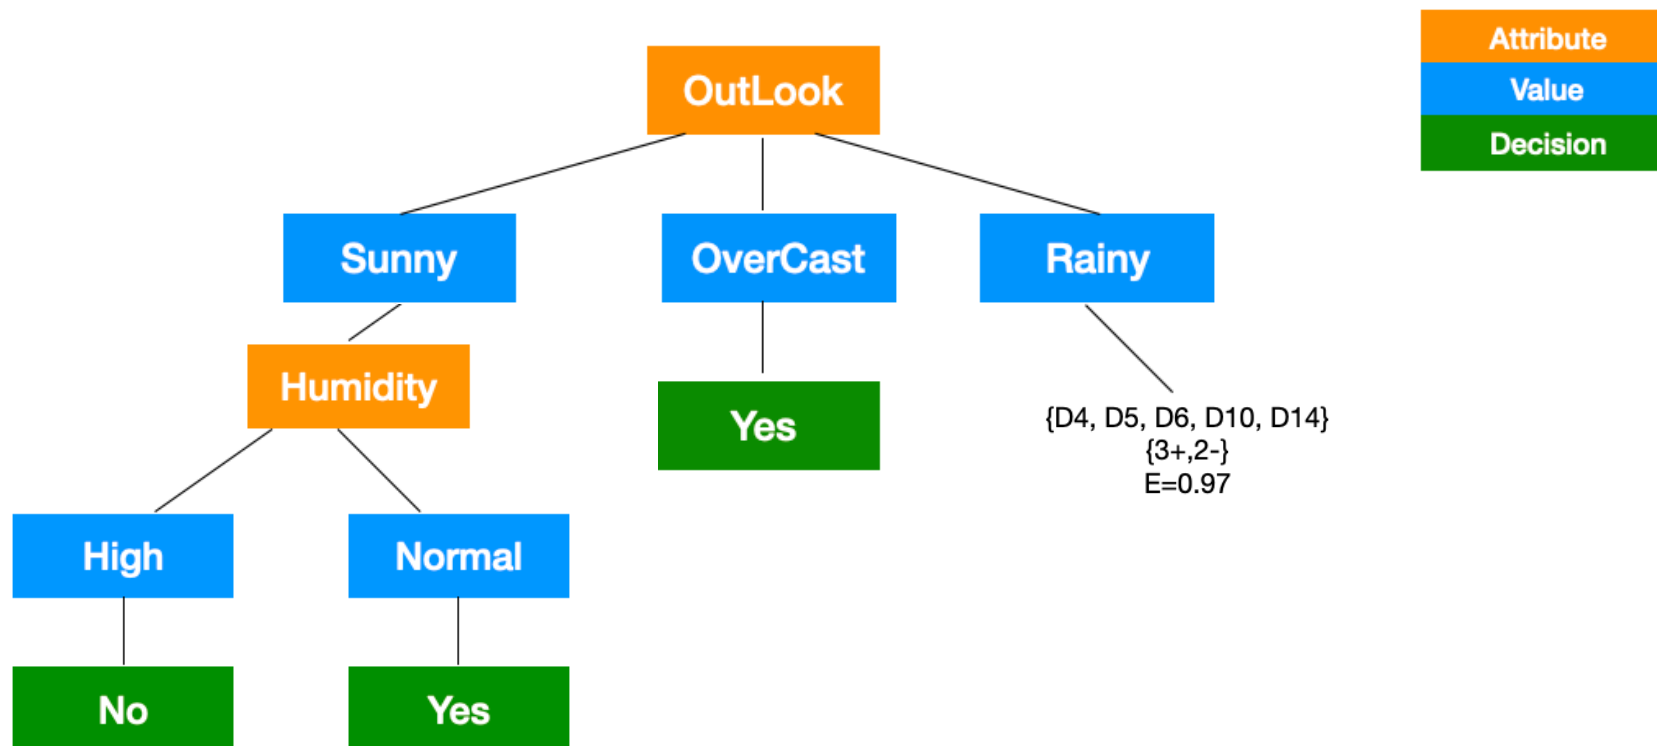 OutLook
Attribute
Value
Decision
Sunny
OverCast
Rainy
Humidity
Yes
{D4, D5, D6, D10, D14}
{3+,2-}
E=0.97
High
Normal
No
Yes